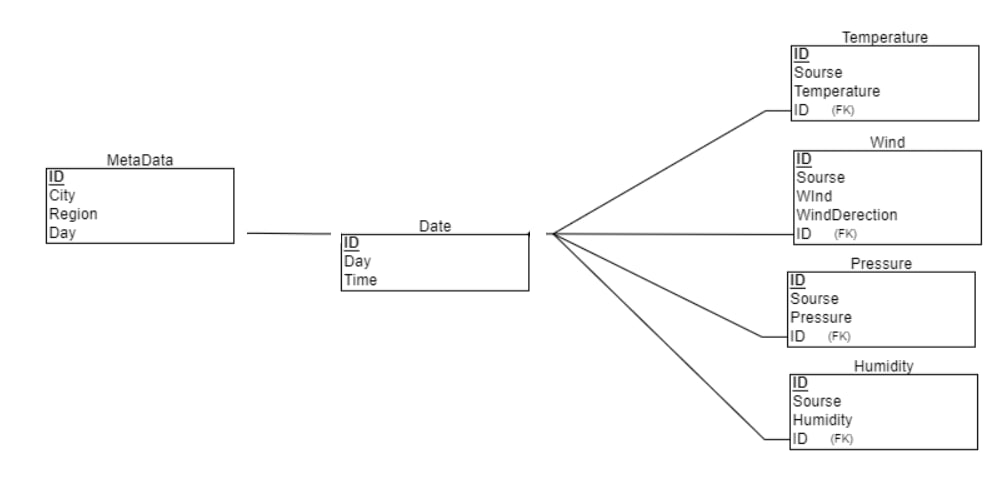 MetaData
ID
City
Region
Day
Date
ID
Day
Time
Temperature
ID
Sourse
Temperature
ID (FK)
Wind
ID
Sourse
WInd
WindDerection
ID (FK)
Pressure
ID
Sourse
Pressure
ID (FK)
Humidity
ID
Sourse
Humidity
ID (FK)